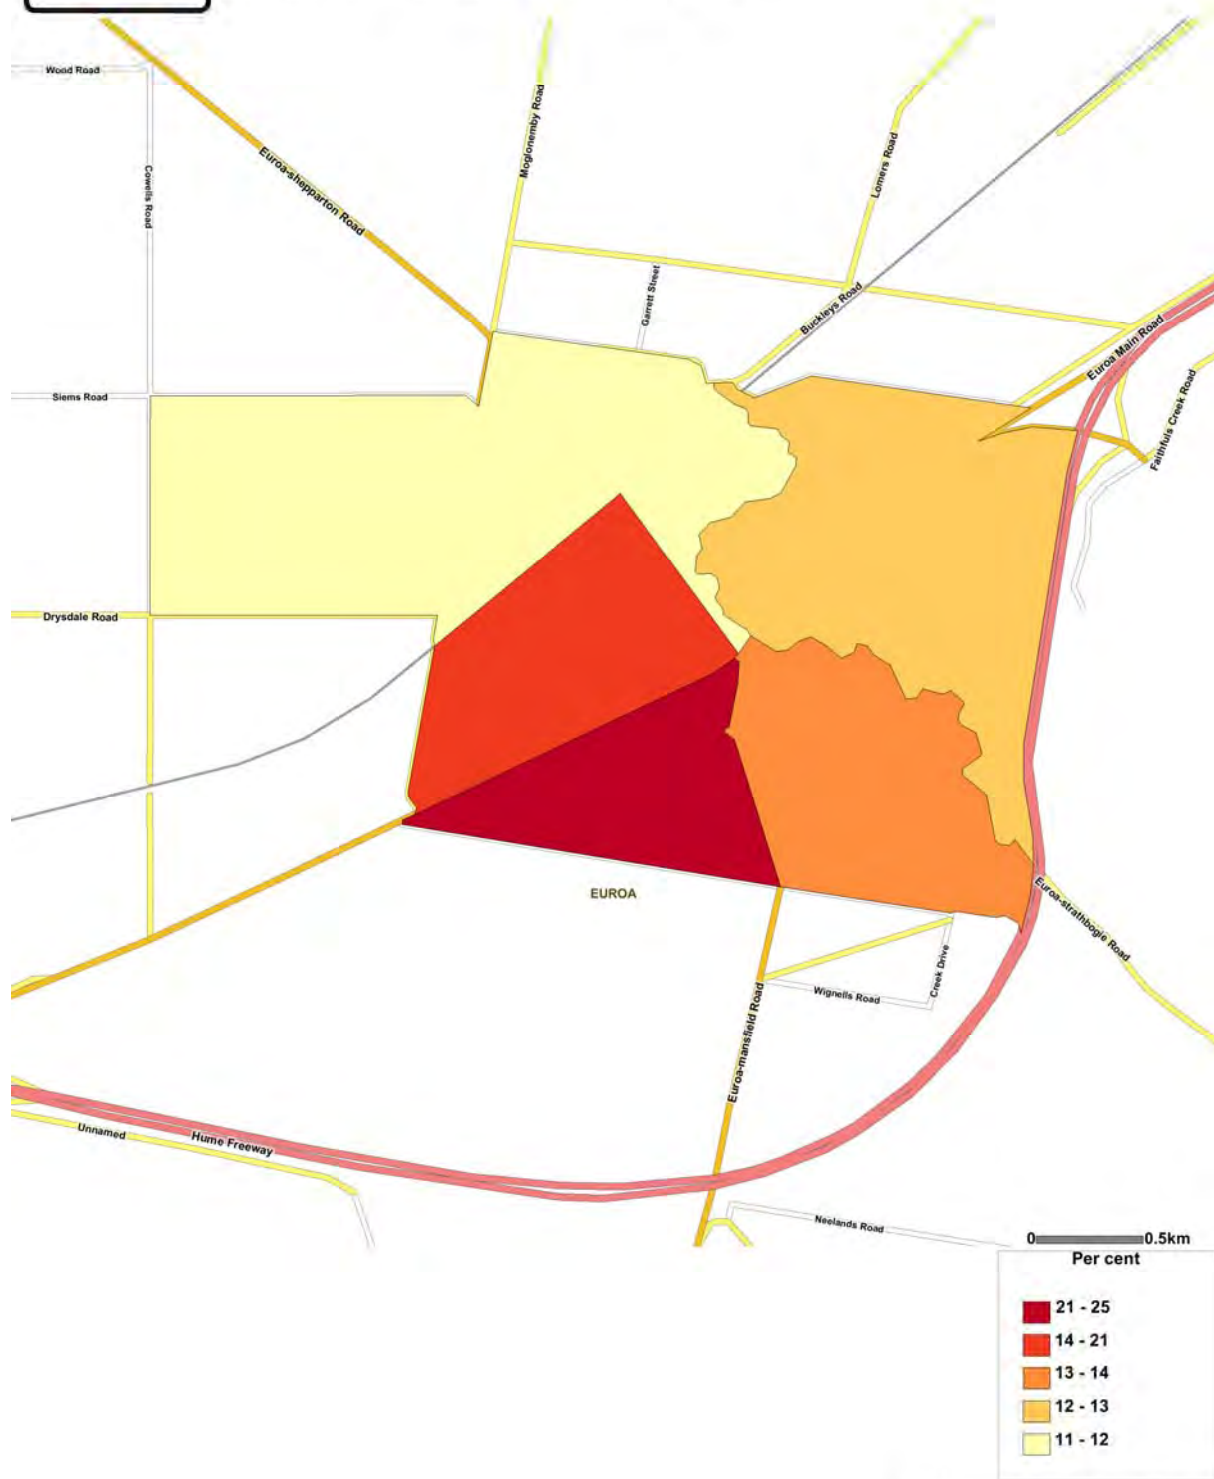 Wood Road
Cowells Road
Euroa-shepparton Road
Moglonemby Road
Lomers Road
Garrett Street
Buckleys Road
Euroa Main Road
Faithfuls Creek Road
Siems Road
Drysdale Road
EUROA
Euroa-strathbogie Road
Creek Drive
Wignells Road
Euroa-mansfield Road
Unnamed
Hume Freeway
Neelands Road
0 0.5km
Per cent
21 - 25
14 - 21
13 - 14
12 - 13
11 - 12